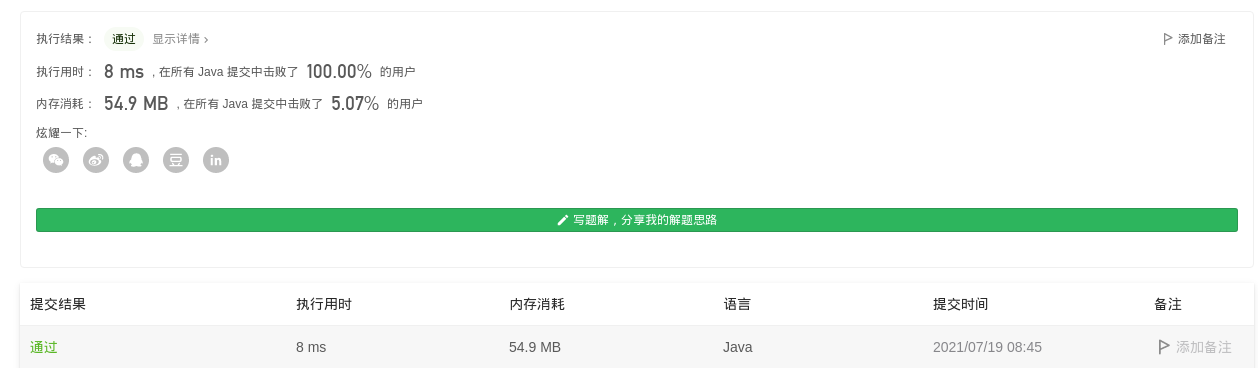 执行结果： 通过 显示详情 › 添加备注
执行用时： 8 ms , 在所有 Java 提交中击败了 100.00% 的用户
内存消耗： 54.9 MB , 在所有 Java 提交中击败了 5.07% 的用户
炫耀一下:
豆 in
写题解，分享我的解题思路
提交结果 执行用时 内存消耗 语言 提交时间 备注
通过 8 ms 54.9 MB Java 2021/07/19 08:45 添加备注